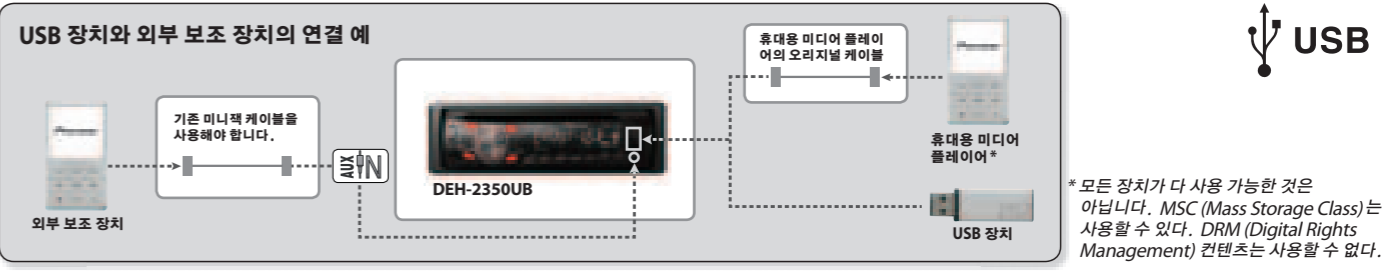 USB 장치와 외부 보조 장치의 연결 예
휴대용 미디어 플레이
어의 오리지널 케이블
USB
기존 미니잭 케이블을
사용해야 합니다.
AUX IN
DEH-2350UB
휴대용 미디어
플레이어*
외부 보조 장치
USB 장치
* 모든 장치가 다 사용 가능한 것은
아닙니다. MSC (Mass Storage Class)는
사용할 수 있다. DRM (Digital Rights
Management) 컨텐츠는 사용할 수 없다.